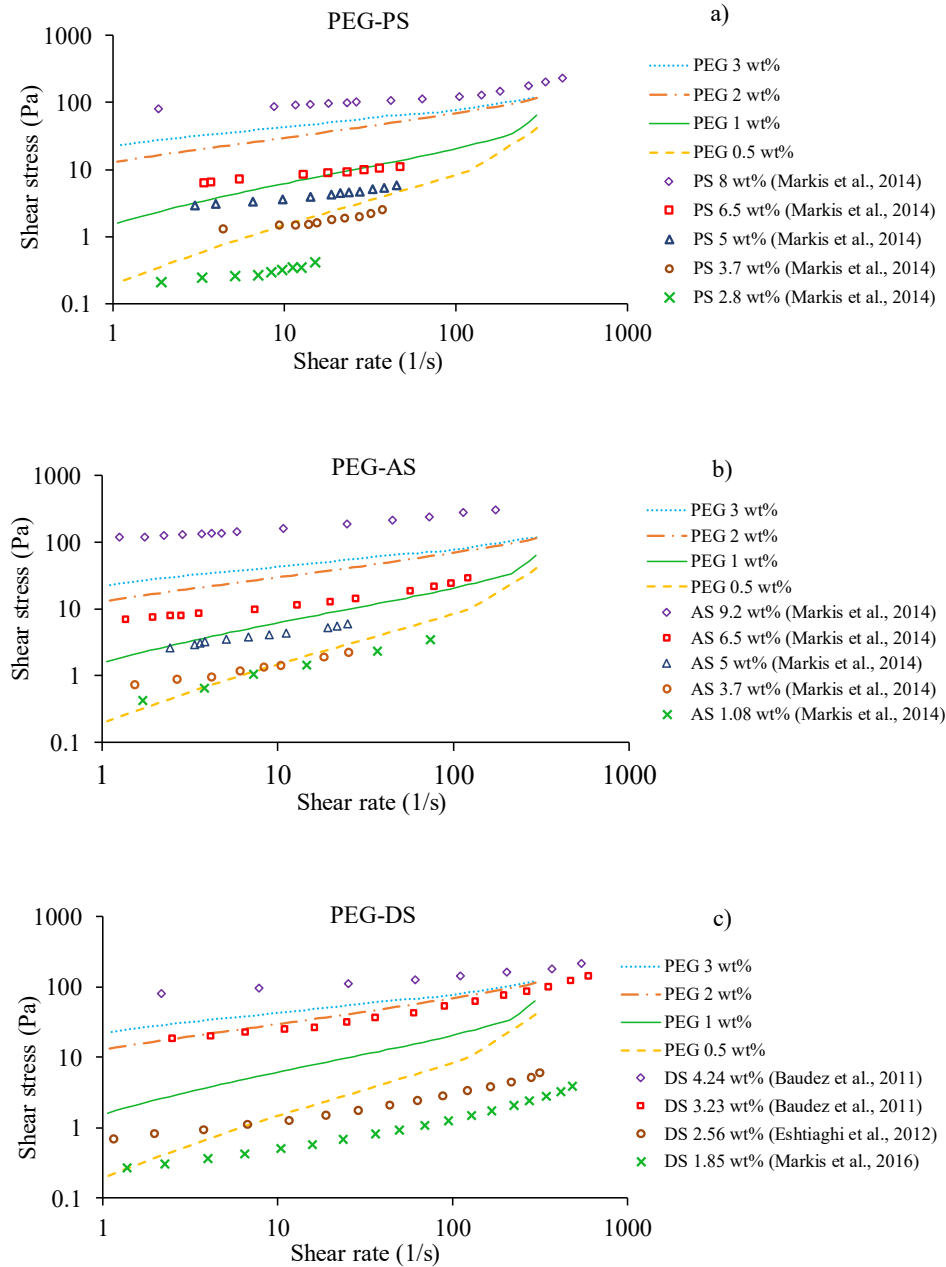 PEG-PS
a)
1000
100
10
1
0.1
Shear stress (Pa)
1
10
100
1000
Shear rate (1/s)
PEG 3 wt%
PEG 2 wt%
PEG 1 wt%
PEG 0.5 wt%
PS 8 wt% (Markis et al., 2014)
PS 6.5 wt% (Markis et al., 2014)
PS 5 wt% (Markis et al., 2014)
PS 3.7 wt% (Markis et al., 2014)
PS 2.8 wt% (Markis et al., 2014)
PEG-AS
b)
1000
100
10
1
0.1
Shear stress (Pa)
1
10
100
1000
Shear rate (1/s)
PEG 3 wt%
PEG 2 wt%
PEG 1 wt%
PEG 0.5 wt%
AS 9.2 wt% (Markis et al., 2014)
AS 6.5 wt% (Markis et al., 2014)
AS 5 wt% (Markis et al., 2014)
AS 3.7 wt% (Markis et al., 2014)
AS 1.08 wt% (Markis et al., 2014)
PEG-DS
c)
1000
100
10
1
0.1
Shear stress (Pa)
1
10
100
1000
Shear rate (1/s)
PEG 3 wt%
PEG 2 wt%
PEG 1 wt%
PEG 0.5 wt%
DS 4.24 wt% (Baudez et al., 2011)
DS 3.23 wt% (Baudez et al., 2011)
DS 2.56 wt% (Eshtiaghi et al., 2012)
DS 1.85 wt% (Markis et al., 2016)